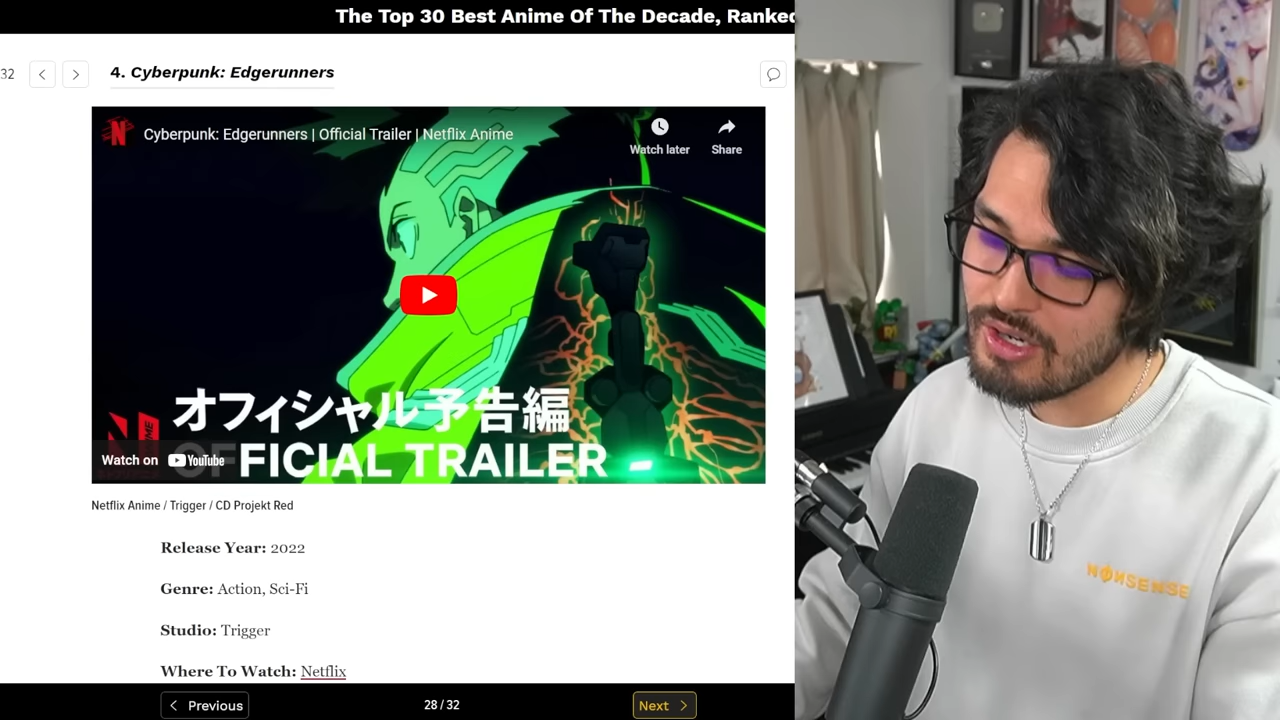 The Top 30 Best Anime Of The Decade, Ranked
32
4. Cyberpunk: Edgerunners
Cyberpunk: Edgerunners | Official Trailer | Netflix Anime
Watch later
Share
オフィシャル予告編
OFFICIAL TRAILER
Watch on YouTube
Netflix Anime / Trigger / CD Projekt Red
Release Year: 2022
Genre: Action, Sci-Fi
Studio: Trigger
Where To Watch: Netflix
Previous
28 / 32
Next
NONSENSE